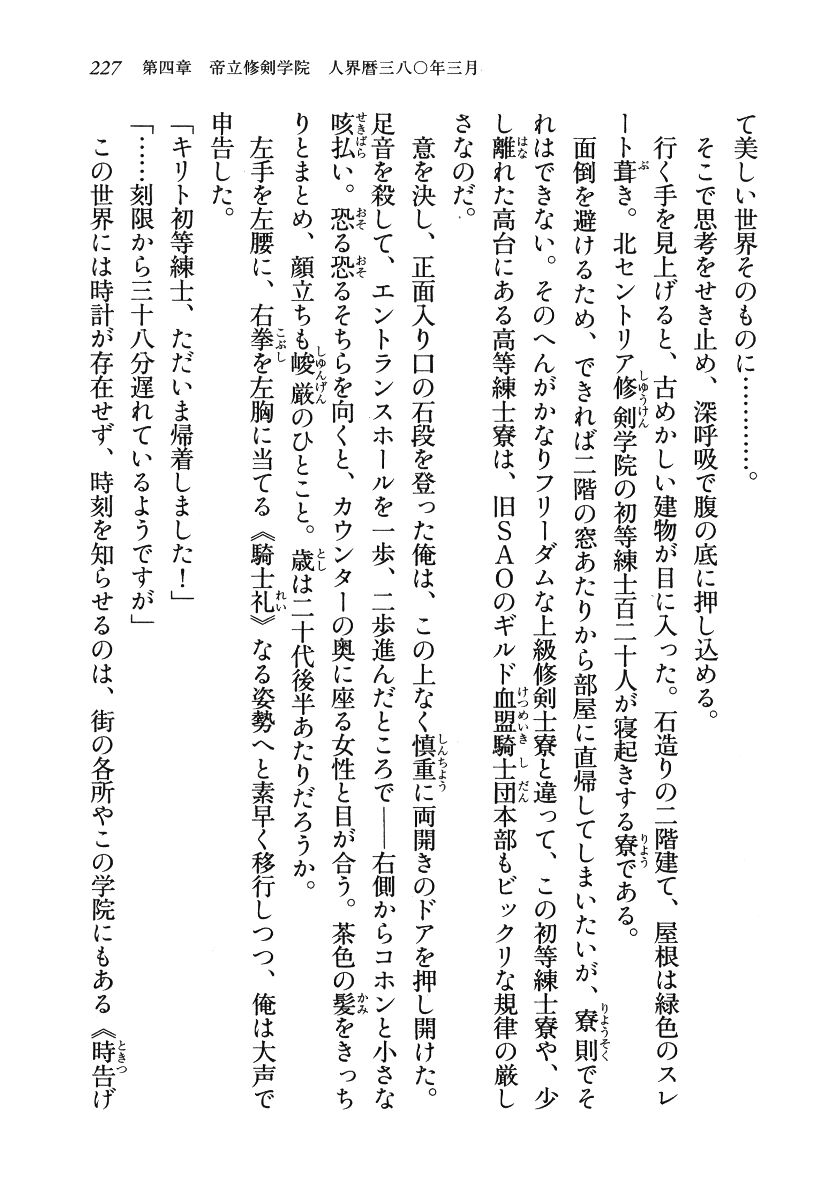 227　第四章　帝立修剣学院　人界暦三八〇年三月
て美しい世界そのものに…………。
　そこで思考をせき止め、深呼吸で腹の底に押し込める。
　行く手を見上げると、古めかしい建物が目に入った。石造りの二階建て、屋根は緑色のスレ
ート葺き。北セントリア修剣学院の初等練士百二十人が寝起きする寮である。
　面倒を避けるため、できれば二階の窓あたりから部屋に直帰してしまいたいが、寮則でそ
れはできない。そのへんがかなりフリーダムな上級修剣士寮と違って、この初等練士寮や、少
し離れた高台にある高等練士寮は、旧ＳＡＯのギルド血盟騎士団本部もビックリな規律の厳し
さなのだ。
　意を決し、正面入り口の石段を登った俺は、この上なく慎重に両開きのドアを押し開けた。
足音を殺して、エントランスホールを一歩、二歩進んだところで――右側からコホンと小さな
咳払い。恐る恐るそちらを向くと、カウンターの奥に座る女性と目が合う。茶色の髪をきっち
りとまとめ、顔立ちも峻厳のひとこと。歳は二十代後半あたりだろうか。
　左手を左腰に、右拳を左胸に当てる《騎士礼》なる姿勢へと素早く移行しつつ、俺は大声で
申告した。
「キリト初等練士、ただいま帰着しました！」
「……刻限から三十八分遅れているようですが」
　この世界には時計が存在せず、時刻を知らせるのは、街の各所やこの学院にもある《時告げ